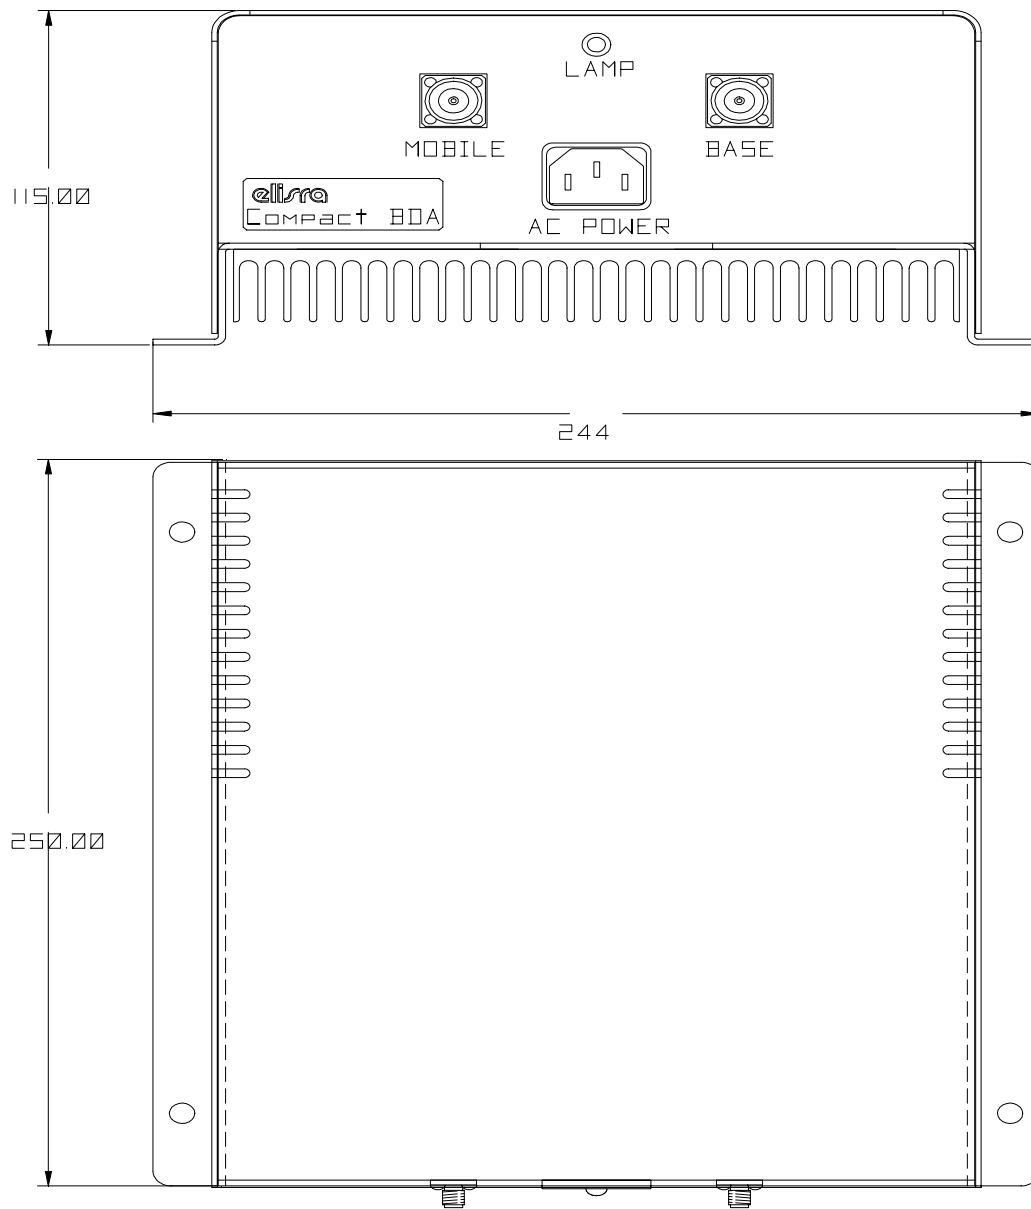 LAMP
MOBILE
BASE
115.00
elisra
Compact BDA
AC POWER
244
250.00